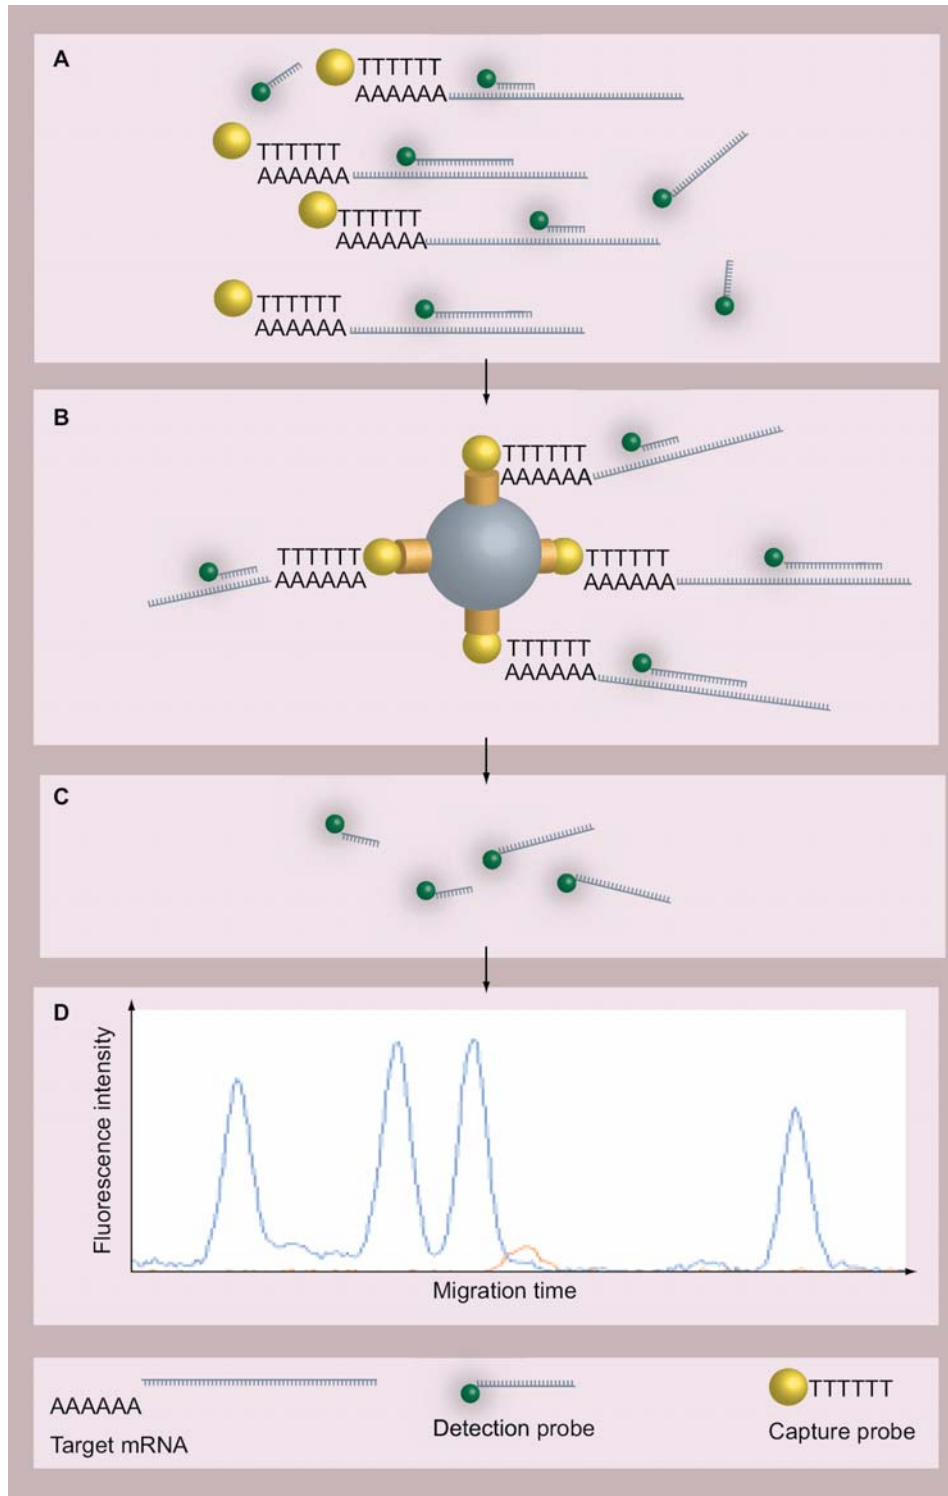 A
TTTTTT
AAAAAA
TTTTTT
AAAAAA
TTTTTT
AAAAAA
TTTTTT
AAAAAA
B
TTTTTT
AAAAAA
TTTTTT
AAAAAA
TTTTTT
AAAAAA
TTTTTT
AAAAAA
C
D
Fluorescence intensity
Migration time
AAAAAA
Target mRNA
Detection probe
TTTTTT
Capture probe